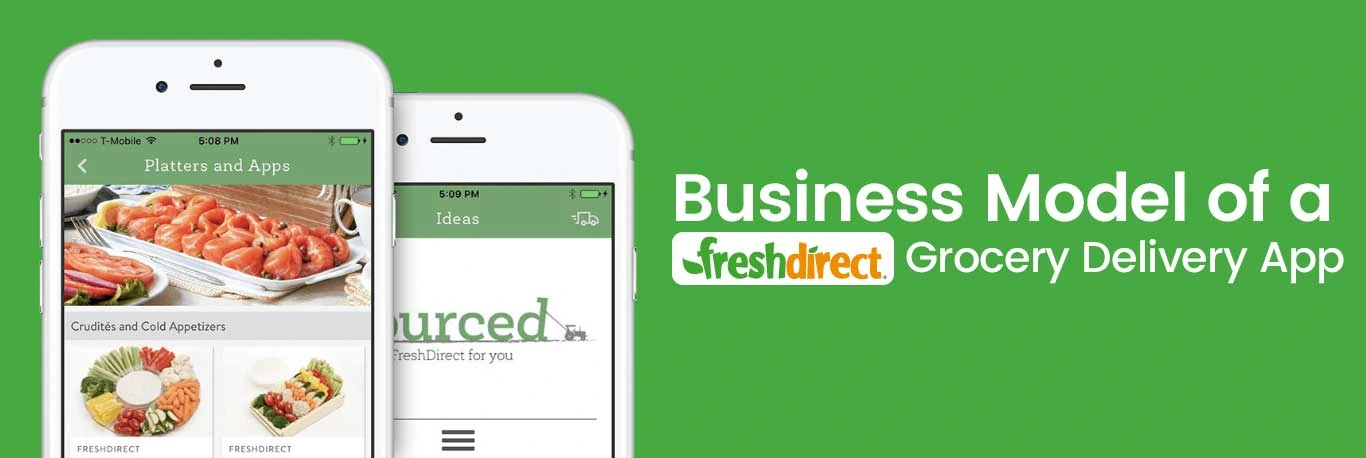 T-Mobile 5:08 PM
Platters and Apps
Crudités and Cold Appetizers
FRESHDIRECT
FRESHDIRECT
5:09 PM
Ideas
ourced
FreshDirect for you
Business Model of a
freshdirect. Grocery Delivery App